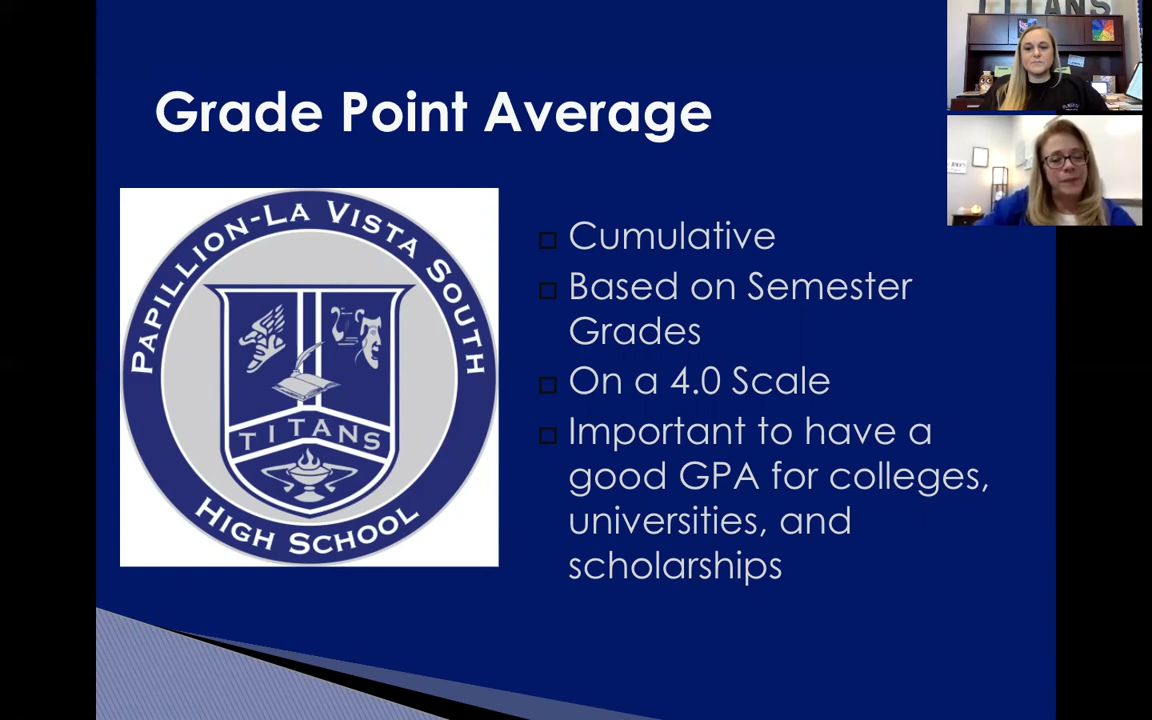 TITANS
Grade Point Average
PAPILLION-LA VISTA SOUTH
TITANS
HIGH SCHOOL
Cumulative
Based on Semester
Grades
On a 4.0 Scale
Important to have a
good GPA for colleges,
universities, and
scholarships